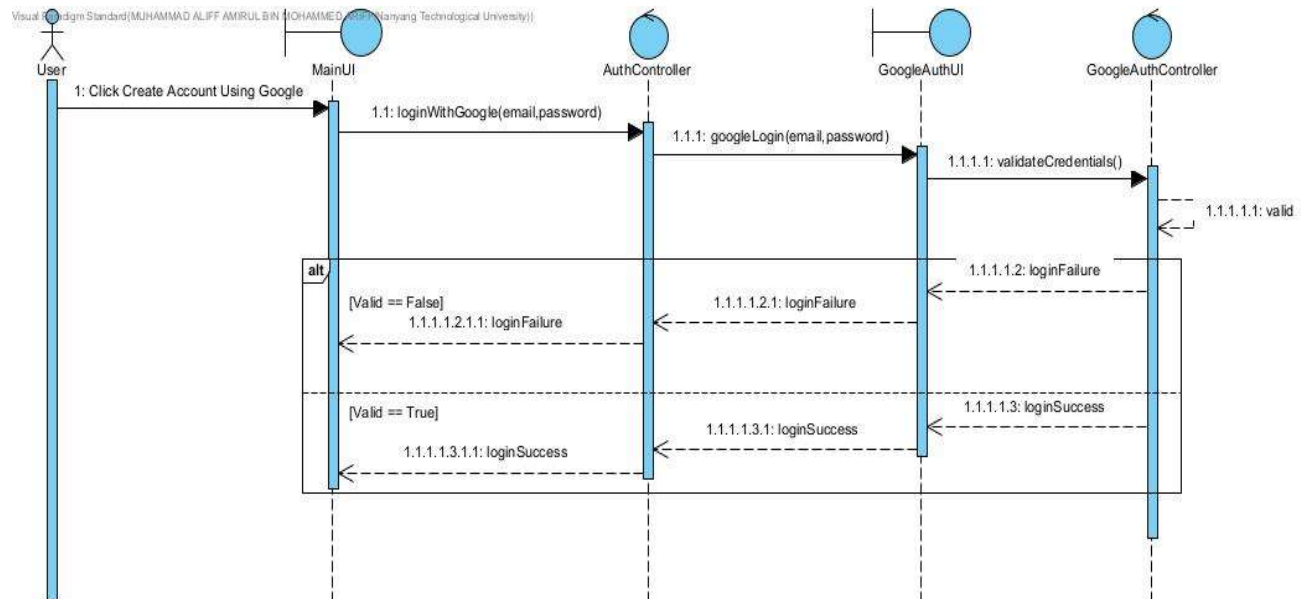 Visual Paradigm Standard(MUHAMMAD ALIFF AMIRUL BIN MOHAMMED ARIFF(Nanyang Technological University))
User
MainUI
AuthController
GoogleAuthUI
GoogleAuthController
1: Click Create Account Using Google
1.1: loginWithGoogle(email,password)
1.1.1: googleLogin(email,password)
1.1.1.1: validateCredentials()
1.1.1.1.1: valid
alt
1.1.1.1.2: loginFailure
[Valid == False]
1.1.1.1.2.1: loginFailure
1.1.1.1.2.1.1: loginFailure
[Valid == True]
1.1.1.1.3: loginSuccess
1.1.1.1.3.1: loginSuccess
1.1.1.1.3.1.1: loginSuccess